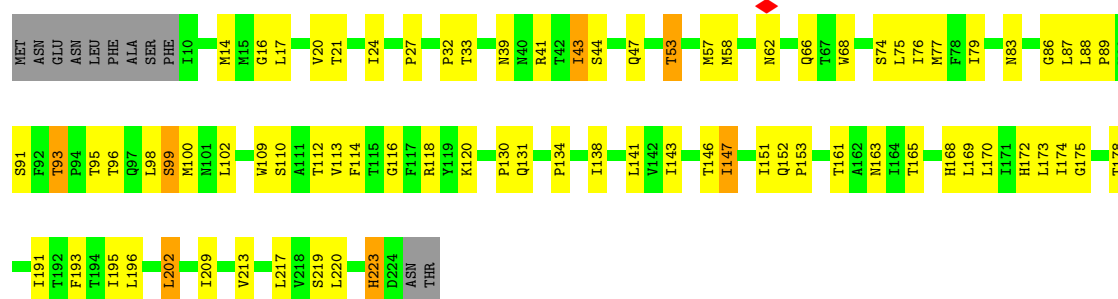 MET ASN GLU ASN LEU PHE ALA SER PHE I10 M14 M15 G16 L17 V20 T21 I24 P27 P32 T33 N39 N40 R41 T42 I43 S44 Q47 T53 M57 M58 N62 Q66 T67 W68 S74 L75 I76 M77 F78 I79 N83 G86 L87 L88 P89
S91 F92 T93 P94 T95 T96 Q97 L98 S99 M100 N101 L102 W109 S110 A111 T112 V113 F114 T115 G116 F117 R118 Y119 K120 P130 Q131 P134 I138 L141 V142 I143 T146 I147 I151 Q152 P153 T161 A162 N163 I164 T165 H168 L169 L170 I171 H172 L173 I174 G175 T178
I191 T192 F193 T194 I195 L196 L202 I209 V213 L217 V218 S219 L220 H223 D224 ASN THR